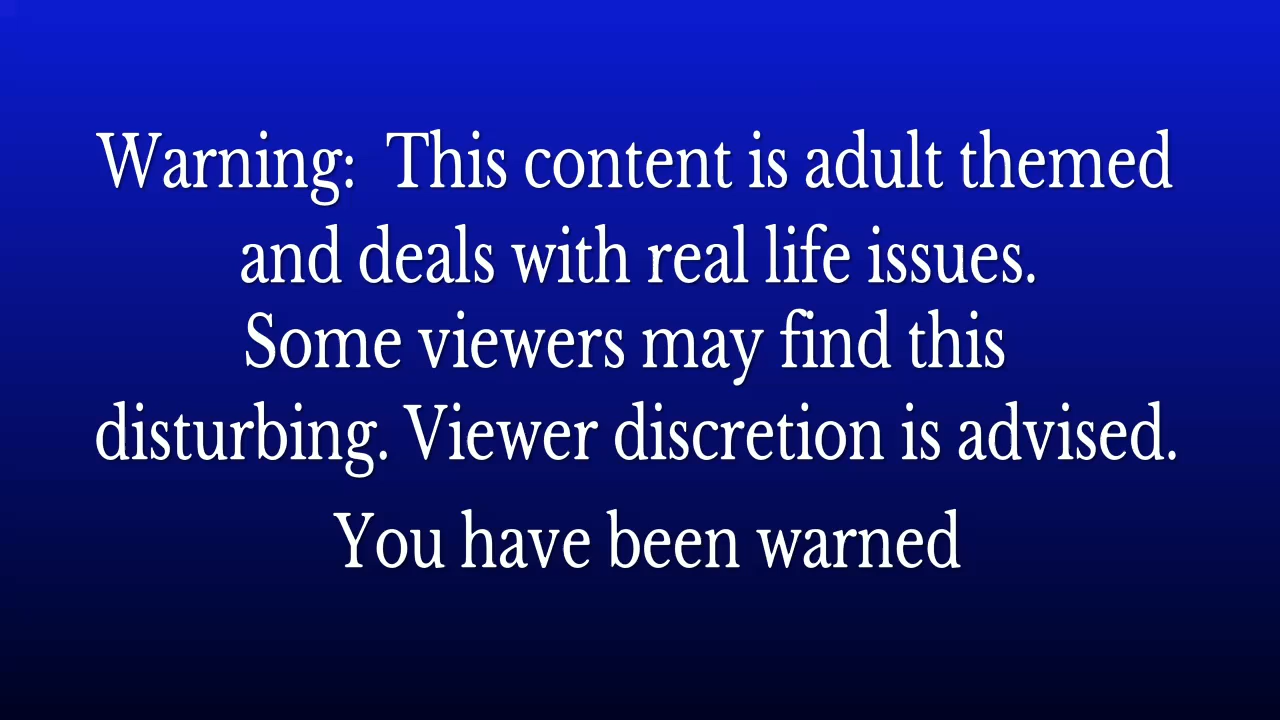 Warning:  This content is adult themed
and deals with real life issues.
Some viewers may find this
disturbing. Viewer discretion is advised.
You have been warned